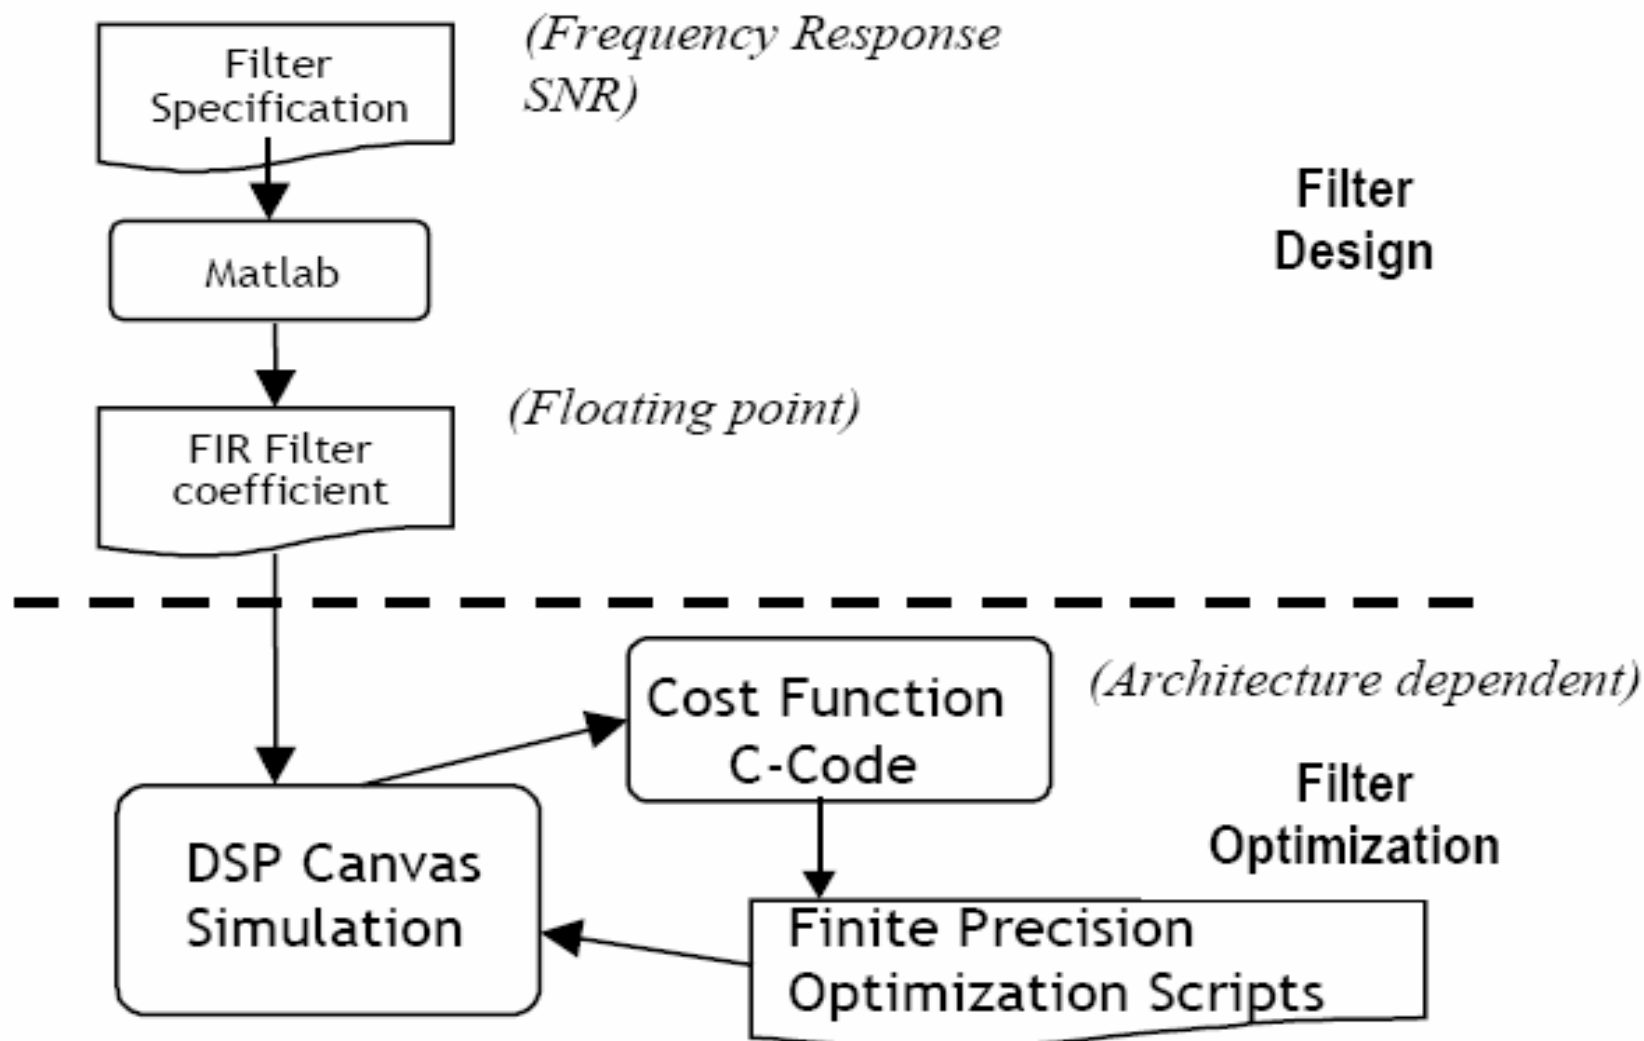 Filter
Specification
(Frequency Response
SNR)
Filter
Design
Matlab
(Floating point)
FIR Filter
coefficient
Cost Function
C-Code
(Architecture dependent)
Filter
Optimization
DSP Canvas
Simulation
Finite Precision
Optimization Scripts